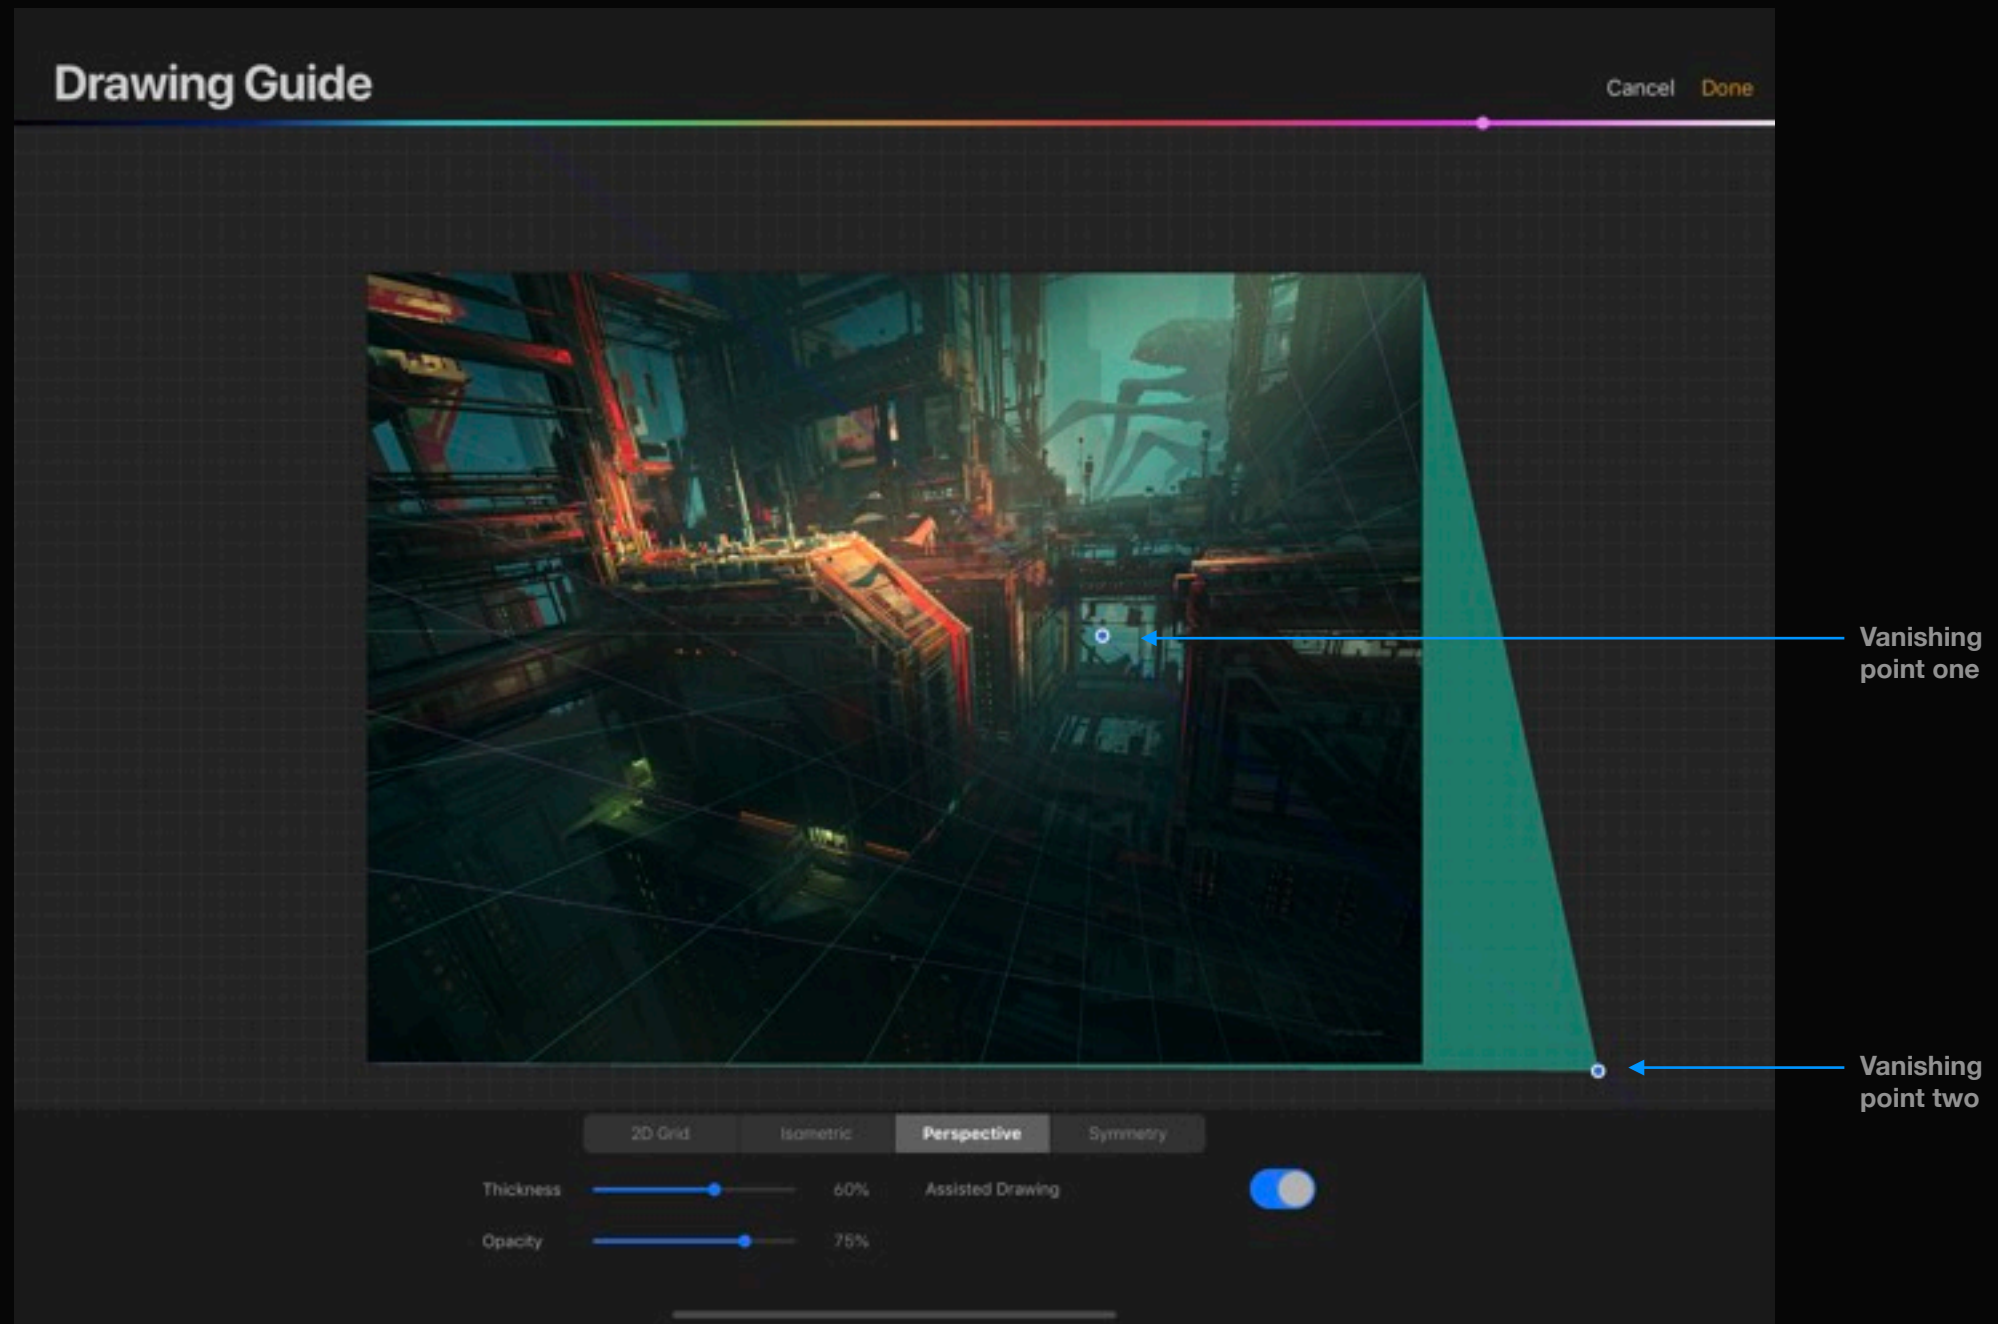 Drawing Guide
Cancel Done
Vanishing
point one
Vanishing
point two
2D Grid Isometric Perspective Symmetry
Thickness 60% Assisted Drawing
Opacity 75%